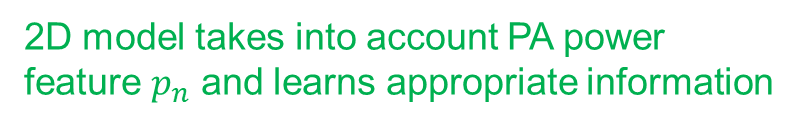 2D model takes into account PA power
feature pₙ and learns appropriate information